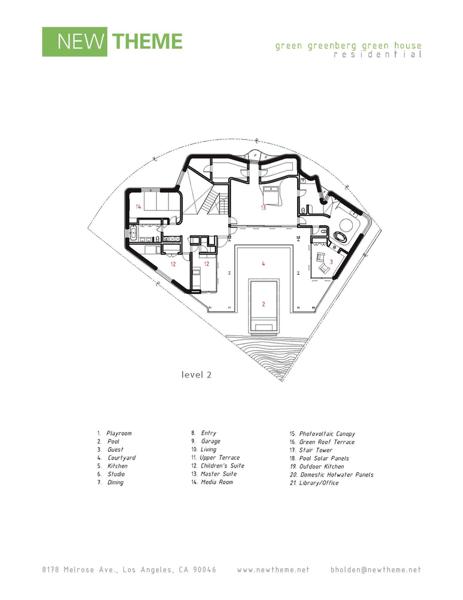 NEW THEME
green greenberg green house
residential
14
13
12
12
4
3
2
level 2
1. Playroom
2. Pool
3. Guest
4. Courtyard
5. Kitchen
6. Studio
7. Dining
8. Entry
9. Garage
10. Living
11. Upper Terrace
12. Children's Suite
13. Master Suite
14. Media Room
15. Photovoltaic Canopy
16. Green Roof Terrace
17. Stair Tower
18. Pool Solar Panels
19. Outdoor Kitchen
20. Domestic Hotwater Panels
21. Library/Office
8178 Melrose Ave., Los Angeles, CA 90046 www.newtheme.net bholden@newtheme.net